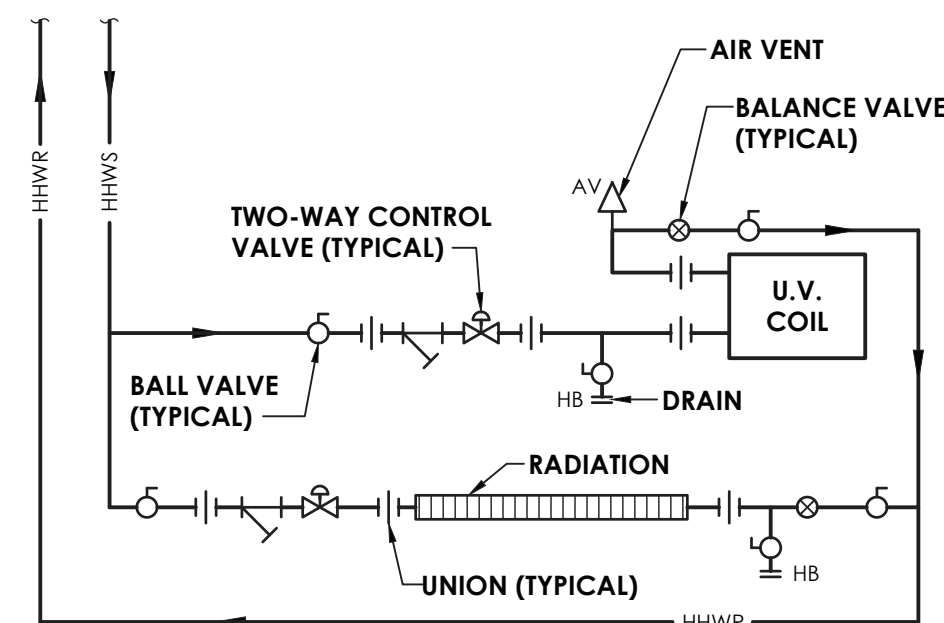 AIR VENT
BALANCE VALVE
(TYPICAL)
AV
HHWR
HHWS
TWO-WAY CONTROL
VALVE (TYPICAL)
U.V.
COIL
BALL VALVE
(TYPICAL)
HB
DRAIN
RADIATION
HB
UNION (TYPICAL)
HHWR